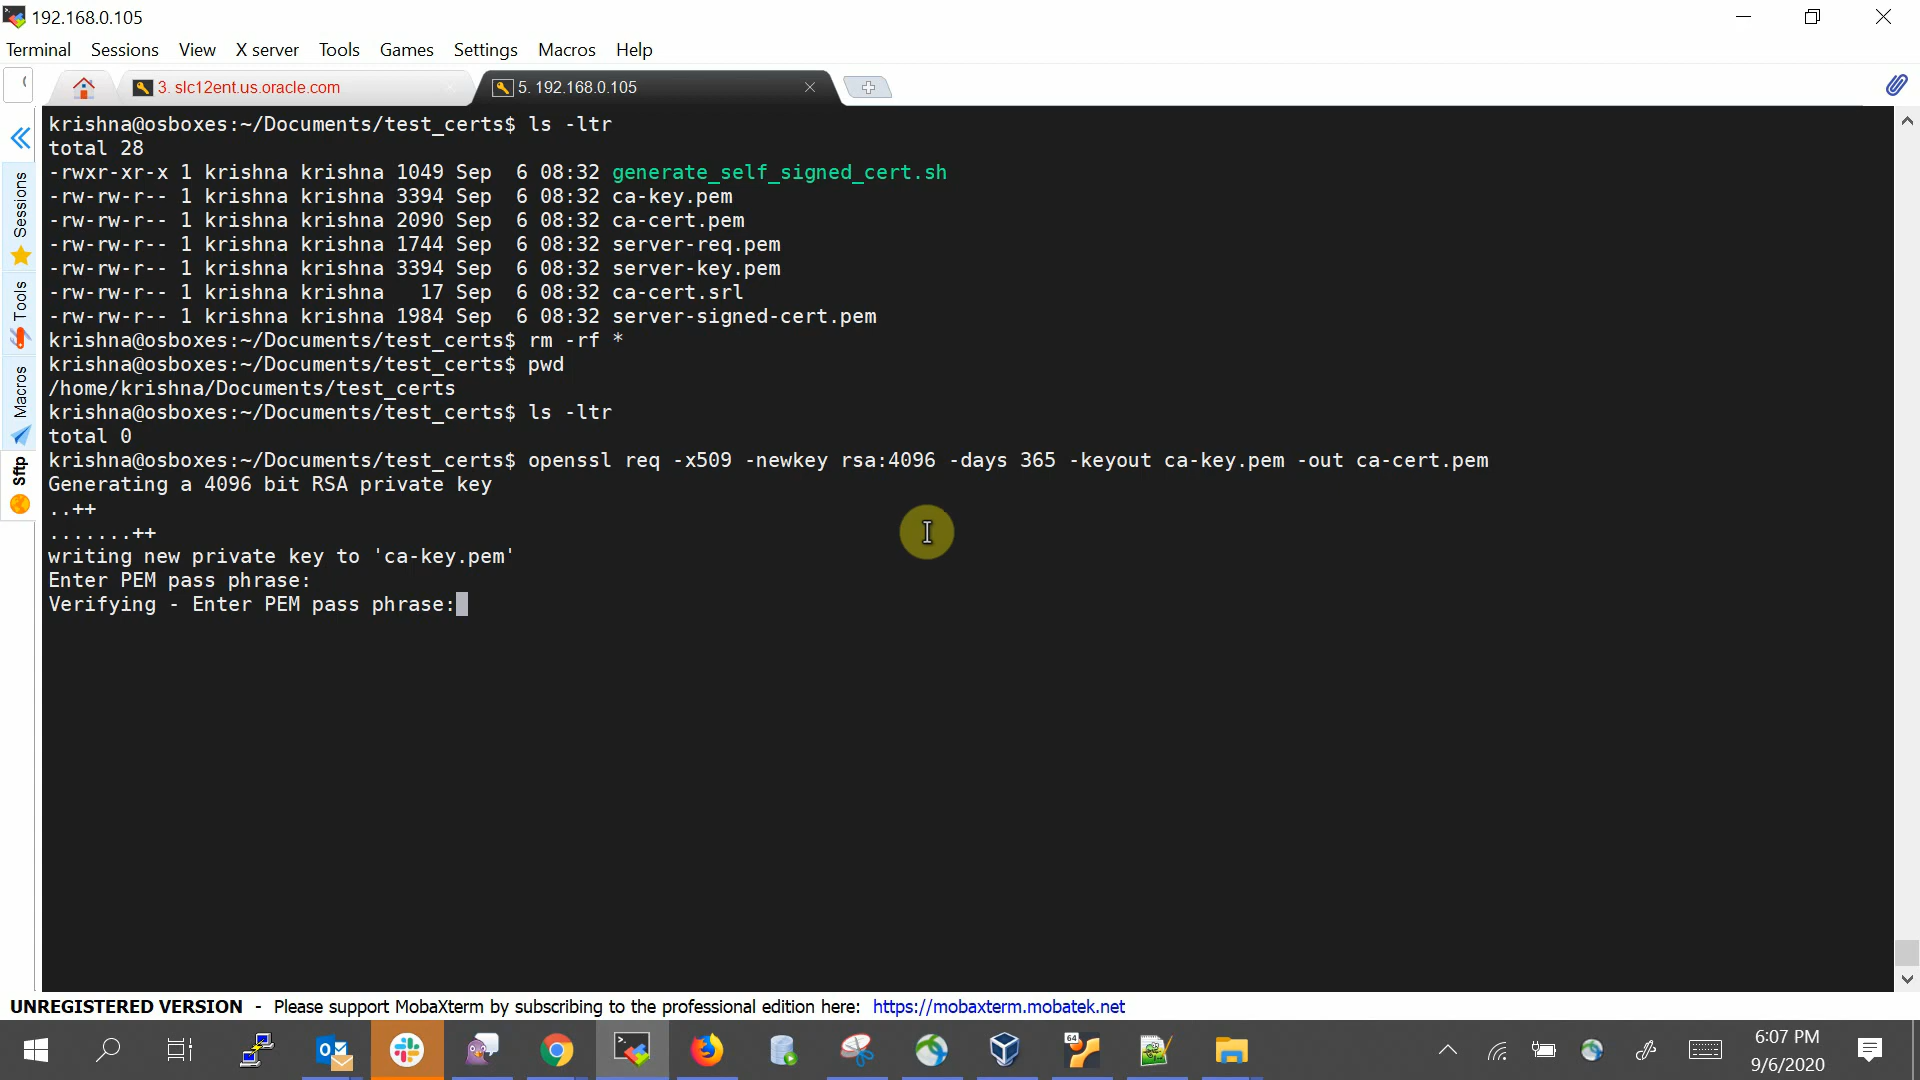 192.168.0.105
Terminal Sessions View X server Tools Games Settings Macros Help
3. slc12ent.us.oracle.com
5. 192.168.0.105
krishna@osboxes:~/Documents/test_certs$ ls -ltr
total 28
-rwxr-xr-x 1 krishna krishna 1049 Sep  6 08:32 generate_self_signed_cert.sh
-rw-rw-r-- 1 krishna krishna 3394 Sep  6 08:32 ca-key.pem
-rw-rw-r-- 1 krishna krishna 2090 Sep  6 08:32 ca-cert.pem
-rw-rw-r-- 1 krishna krishna 1744 Sep  6 08:32 server-req.pem
-rw-rw-r-- 1 krishna krishna 3394 Sep  6 08:32 server-key.pem
-rw-rw-r-- 1 krishna krishna   17 Sep  6 08:32 ca-cert.srl
-rw-rw-r-- 1 krishna krishna 1984 Sep  6 08:32 server-signed-cert.pem
krishna@osboxes:~/Documents/test_certs$ rm -rf *
krishna@osboxes:~/Documents/test_certs$ pwd
/home/krishna/Documents/test_certs
krishna@osboxes:~/Documents/test_certs$ ls -ltr
total 0
krishna@osboxes:~/Documents/test_certs$ openssl req -x509 -newkey rsa:4096 -days 365 -keyout ca-key.pem -out ca-cert.pem
Generating a 4096 bit RSA private key
..++
.......++
writing new private key to 'ca-key.pem'
Enter PEM pass phrase:
Verifying - Enter PEM pass phrase:
Sessions
Tools
Macros
Sftp
UNREGISTERED VERSION - Please support MobaXterm by subscribing to the professional edition here: https://mobaxterm.mobatek.net
64
6:07 PM
9/6/2020